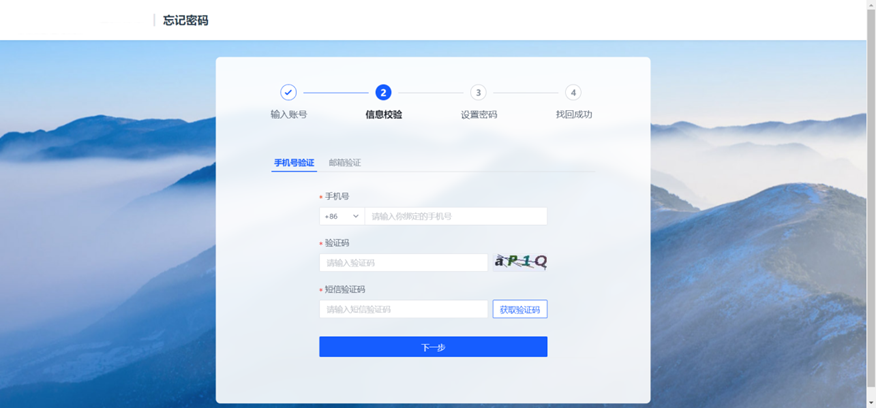 忘记密码
2 3 4
输入账号 信息校验 设置密码 找回成功
手机号验证 邮箱验证
* 手机号
+86 请输入你绑定的手机号
* 验证码
请输入验证码 aP1Q
* 短信验证码
请输入短信验证码 获取验证码
下一步